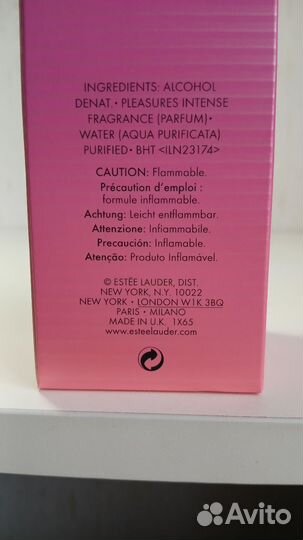 INGREDIENTS: ALCOHOL
DENAT. • PLEASURES INTENSE
FRAGRANCE (PARFUM) •
WATER (AQUA PURIFICATA)
PURIFIED • BHT <ILN23174>
CAUTION: Flammable.
Précaution d'emploi :
formule inflammable.
Achtung: Leicht entflammbar.
Attenzione: Infiammabile.
Precaución: Inflamable.
Atenção: Produto Inflamável.
© ESTÉE LAUDER, DIST.
NEW YORK, N.Y. 10022
NEW YORK • LONDON W1K 3BQ
PARIS • MILANO
MADE IN U.K. 1X65
www.esteelauder.com
Avito